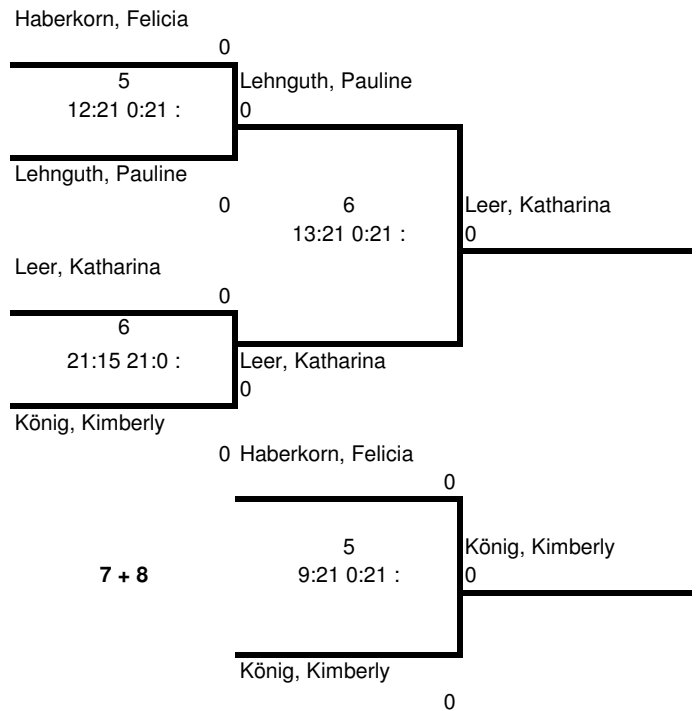 Haberkorn, Felicia
0
5
Lehnguth, Pauline
12:21 0:21 :
0
Lehnguth, Pauline
0
6
Leer, Katharina
13:21 0:21 :
0
Leer, Katharina
0
6
21:15 21:0 :
Leer, Katharina
0
König, Kimberly
0
Haberkorn, Felicia
0
5
König, Kimberly
7 + 8
9:21 0:21 :
0
König, Kimberly
0